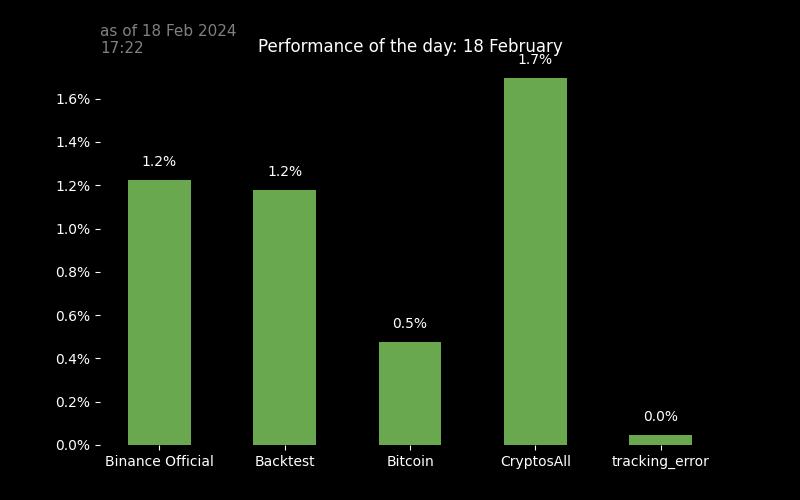 as of 18 Feb 2024
17:22
Performance of the day: 18 February
1.7%
1.6%
1.4%
1.2%
1.2%
1.2%
1.0%
0.8%
0.6%
0.5%
0.4%
0.2%
0.0%
0.0%
Binance Official
Backtest
Bitcoin
CryptosAll
tracking_error